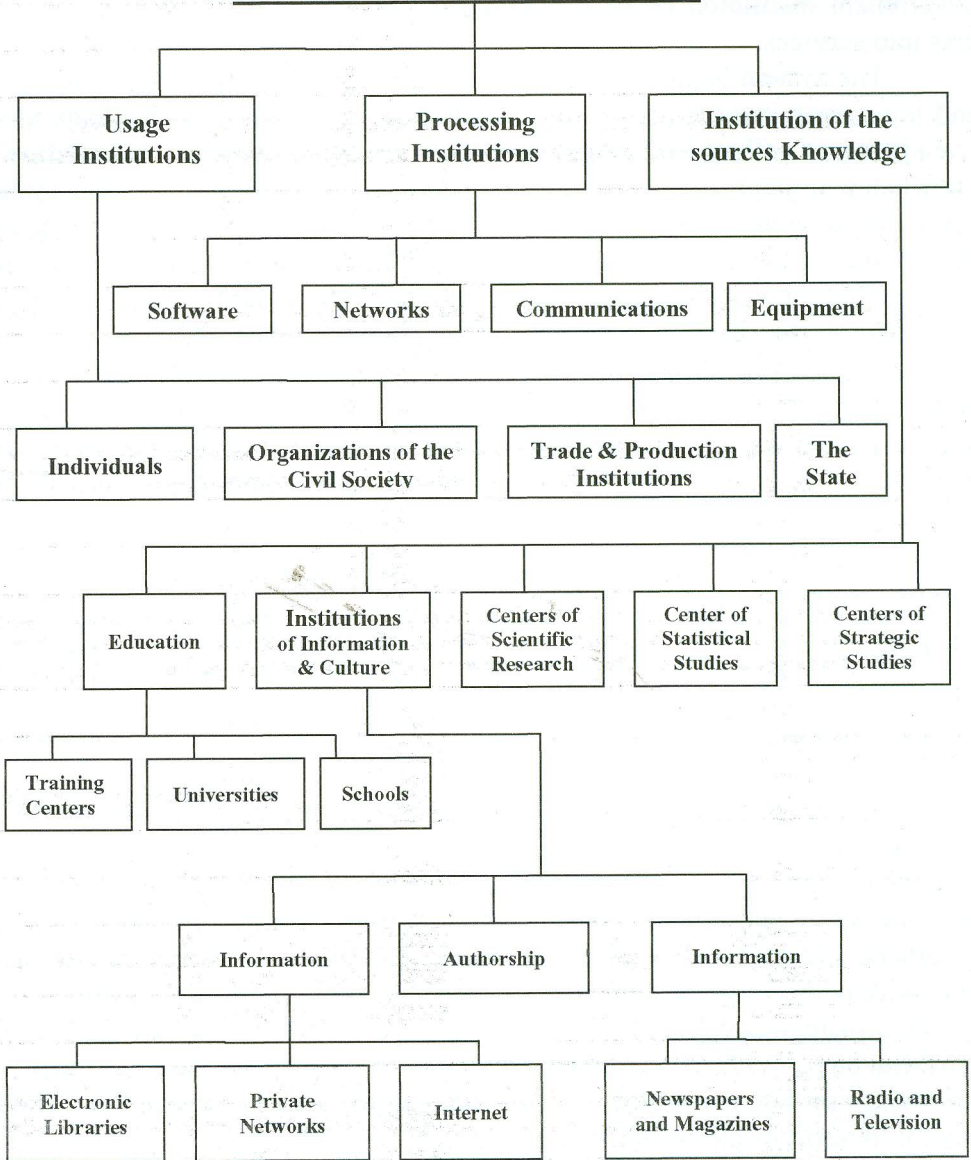 Usage
Institutions
Processing
Institutions
Institution of the
sources Knowledge
Software
Networks
Communications
Equipment
Individuals
Organizations of the
Civil Society
Trade & Production
Institutions
The
State
Education
Institutions
of Information
& Culture
Centers of
Scientific
Research
Center of
Statistical
Studies
Centers of
Strategic
Studies
Training
Centers
Universities
Schools
Information
Authorship
Information
Electronic
Libraries
Private
Networks
Internet
Newspapers
and Magazines
Radio and
Television